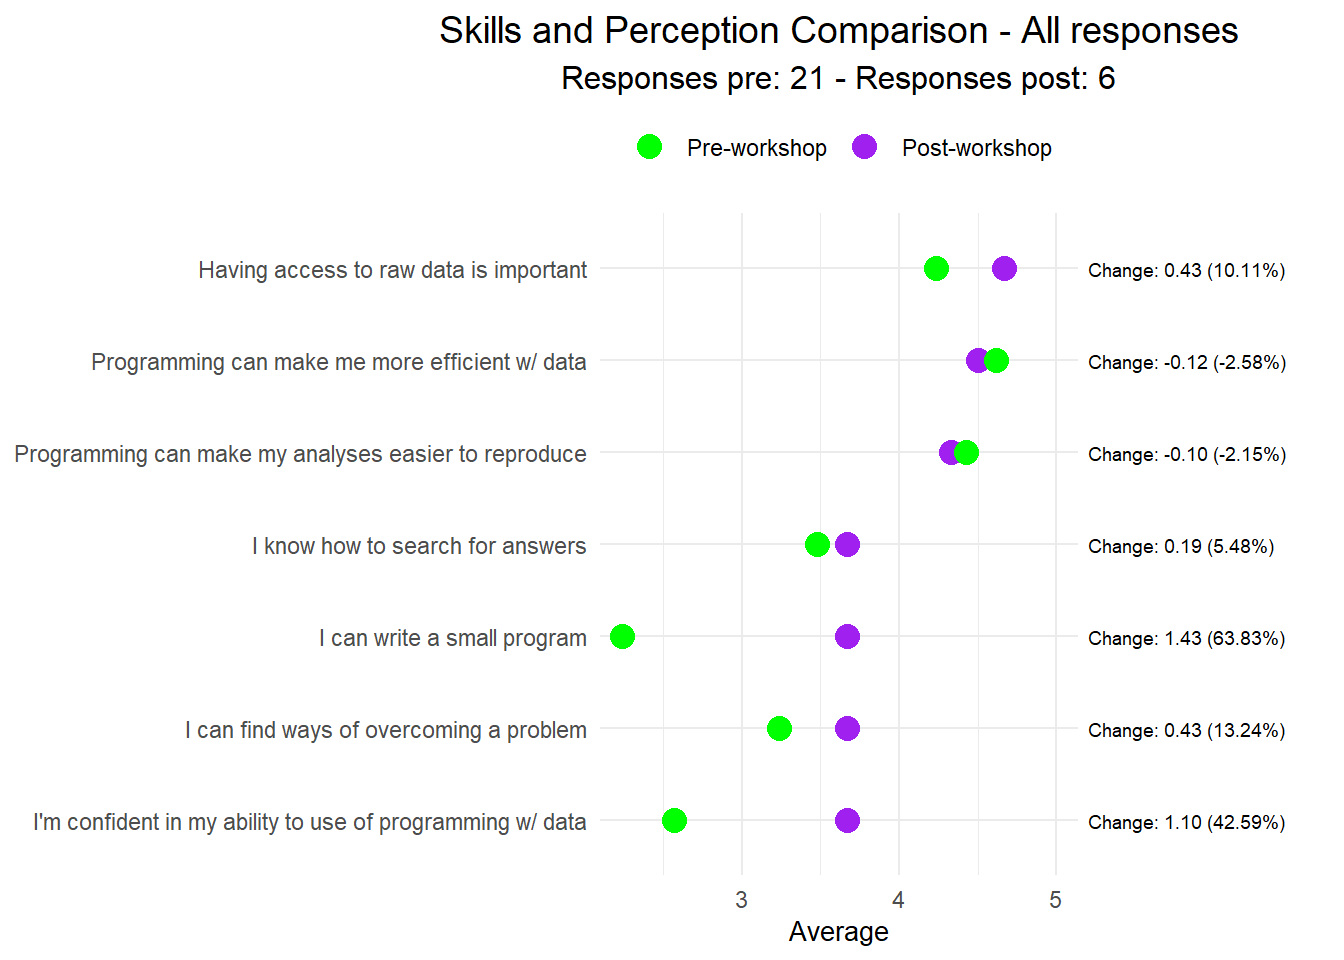 Skills and Perception Comparison - All responses
Responses pre: 21 - Responses post: 6
Pre-workshop Post-workshop
Having access to raw data is important Change: 0.43 (10.11%)
Programming can make me more efficient w/ data Change: -0.12 (-2.58%)
Programming can make my analyses easier to reproduce Change: -0.10 (-2.15%)
I know how to search for answers Change: 0.19 (5.48%)
I can write a small program Change: 1.43 (63.83%)
I can find ways of overcoming a problem Change: 0.43 (13.24%)
I'm confident in my ability to use of programming w/ data Change: 1.10 (42.59%)
3 4 5
Average